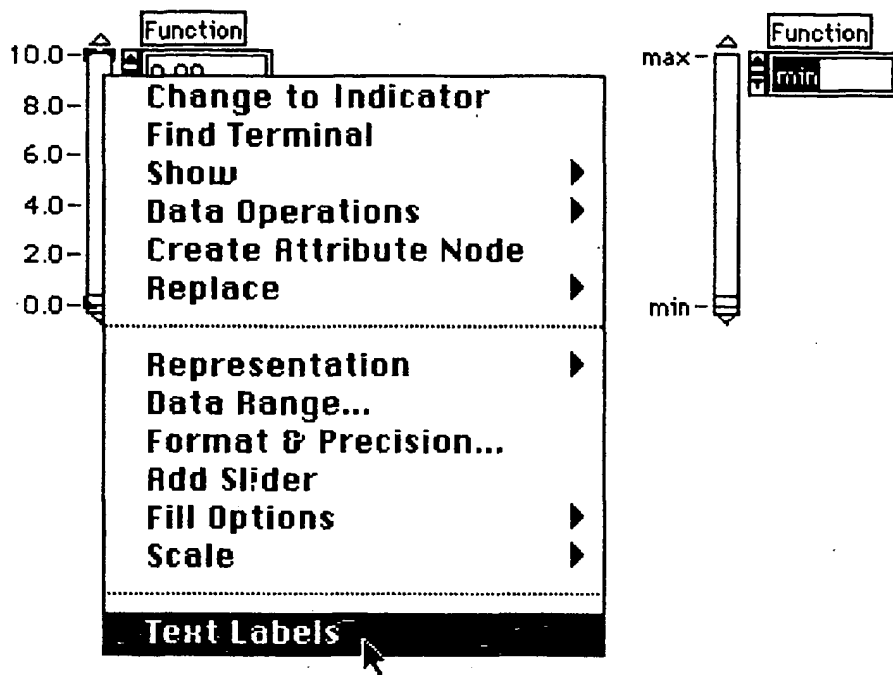 Function
10.0
0.00
8.0
6.0
4.0
2.0
0.0
Change to Indicator
Find Terminal
Show
Data Operations
Create Attribute Node
Replace
Representation
Data Range...
Format & Precision...
Add Slider
Fill Options
Scale
Text Labels
Function
max
min
min